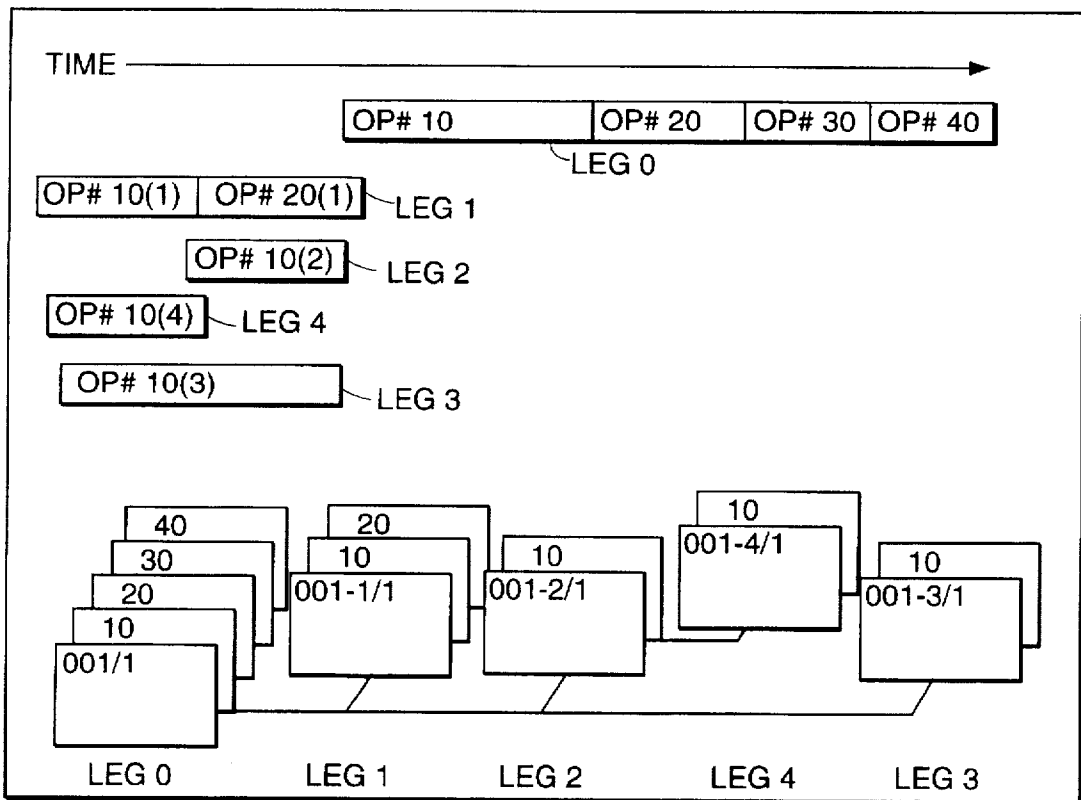 TIME
OP# 10 OP# 20 OP# 30 OP# 40
LEG 0
OP# 10(1) OP# 20(1) LEG 1
OP# 10(2) LEG 2
OP# 10(4) LEG 4
OP# 10(3) LEG 3
40
30
20
10
001/1
20
10
001-1/1
10
001-2/1
10
001-4/1
10
001-3/1
LEG 0 LEG 1 LEG 2 LEG 4 LEG 3